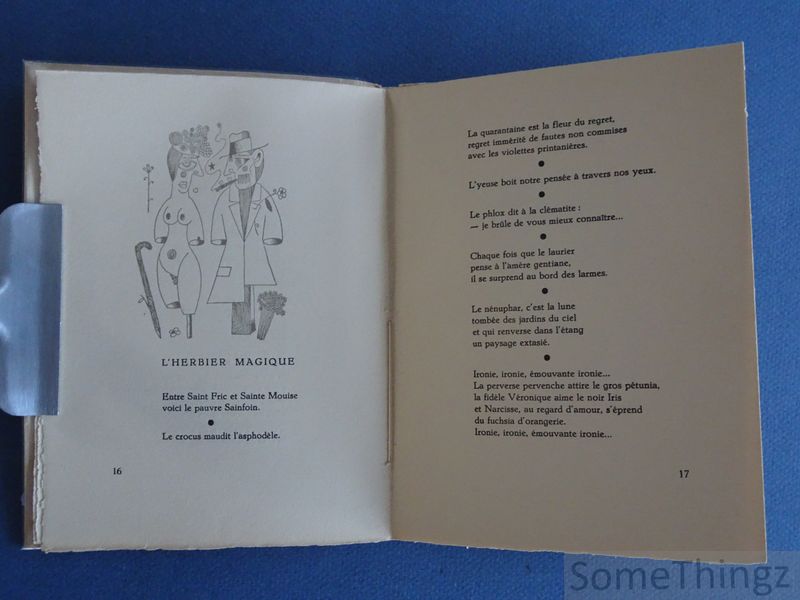 L'HERBIER MAGIQUE
Entre Saint Fric et Sainte Mouise
voici le pauvre Sainfoin.
Le crocus maudit l'asphodèle.
16
La quarantaine est la fleur du regret,
regret immérité de fautes non commises
avec les violettes printanières.
L'yeuse boit notre pensée à travers nos yeux.
Le phlox dit à la clématite :
— je brûle de vous mieux connaître...
Chaque fois que le laurier
pense à l'amère gentiane,
il se surprend au bord des larmes.
Le nénuphar, c'est la lune
tombée des jardins du ciel
et qui renverse dans l'étang
un paysage extasié.
Ironie, ironie, émouvante ironie...
La perverse pervenche attire le gros pétunia,
la fidèle Véronique aime le noir Iris
et Narcisse, au regard d'amour, s'éprend
du fuchsia d'orangerie.
Ironie, ironie, émouvante ironie...
17
SomeThingz